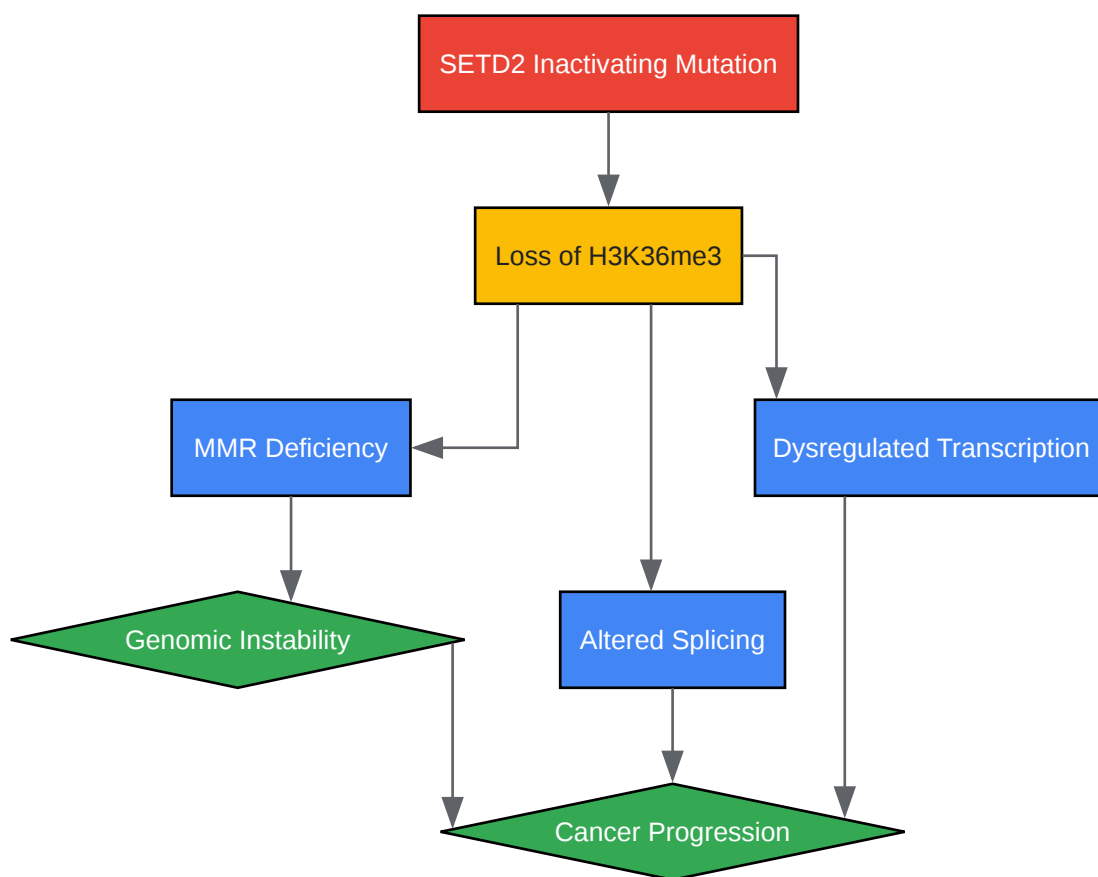 SETD2 Inactivating Mutation
Loss of H3K36me3
MMR Deficiency
Dysregulated Transcription
Genomic Instability
Altered Splicing
Cancer Progression